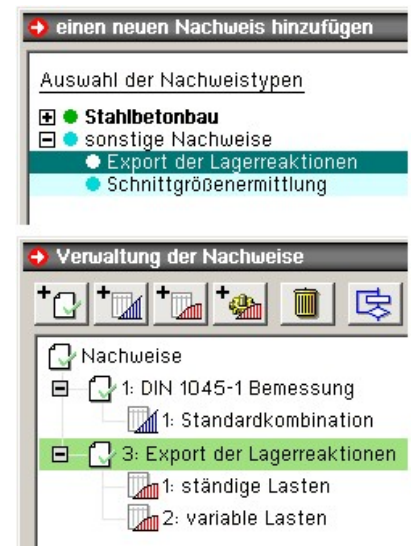 einen neuen Nachweis hinzufügen
Auswahl der Nachweistypen
Stahlbetonbau
sonstige Nachweise
Export der Lagerreaktionen
Schnittgrößenermittlung
Verwaltung der Nachweise
Nachweise
1: DIN 1045-1 Bemessung
1: Standardkombination
3: Export der Lagerreaktionen
1: ständige Lasten
2: variable Lasten